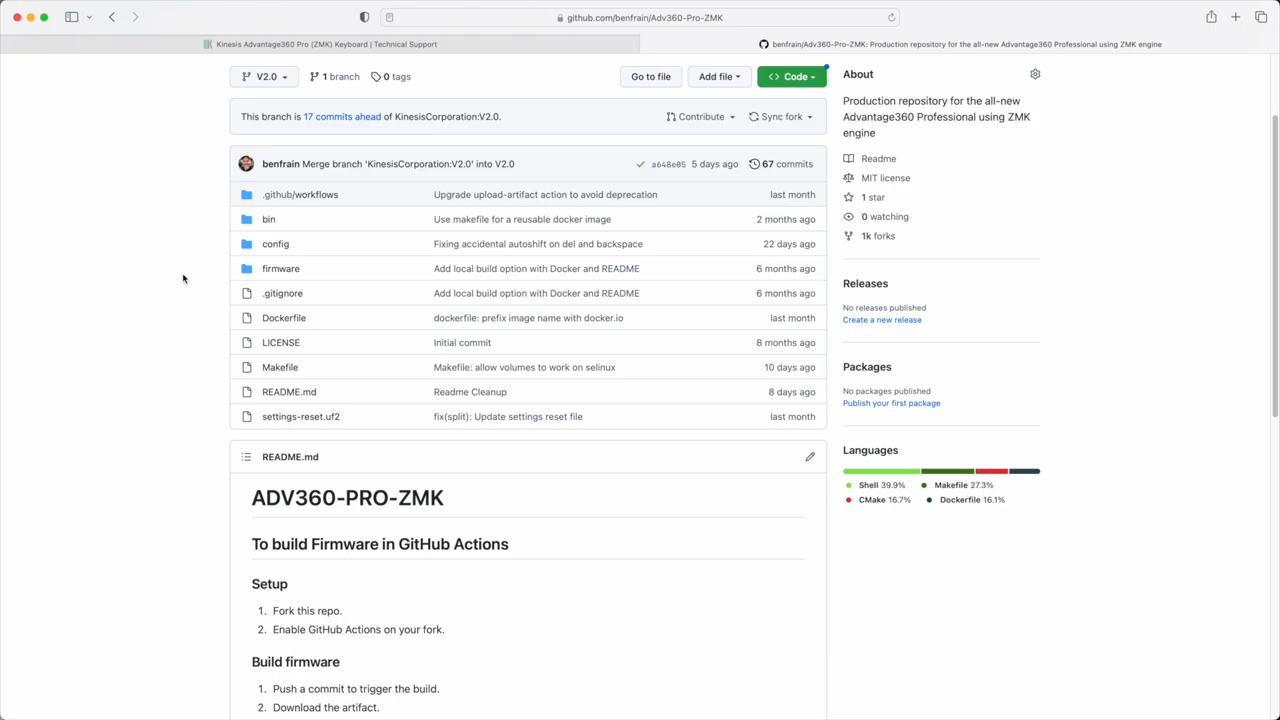 github.com/benfrain/Adv360-Pro-ZMK
Kinesis Advantage360 Pro (ZMK) Keyboard | Technical Support
benfrain/Adv360-Pro-ZMK: Production repository for the all-new Advantage360 Professional using ZMK engine
V2.0
1 branch
0 tags
Go to file
Add file
<> Code
This branch is 17 commits ahead of KinesisCorporation:V2.0.
Contribute
Sync fork
benfrain Merge branch 'KinesisCorporation:V2.0' into V2.0
a648e05 5 days ago
67 commits
.github/workflows Upgrade upload-artifact action to avoid deprecation last month
bin Use makefile for a reusable docker image 2 months ago
config Fixing accidental autoshift on del and backspace 22 days ago
firmware Add local build option with Docker and README 6 months ago
.gitignore Add local build option with Docker and README 6 months ago
Dockerfile dockerfile: prefix image name with docker.io last month
LICENSE Initial commit 8 months ago
Makefile Makefile: allow volumes to work on selinux 10 days ago
README.md Readme Cleanup 8 days ago
settings-reset.uf2 fix(split): Update settings reset file last month
README.md
ADV360-PRO-ZMK
To build Firmware in GitHub Actions
Setup
1. Fork this repo.
2. Enable GitHub Actions on your fork.
Build firmware
1. Push a commit to trigger the build.
2. Download the artifact.
About
Production repository for the all-new
Advantage360 Professional using ZMK
engine
Readme
MIT license
1 star
0 watching
1k forks
Releases
No releases published
Create a new release
Packages
No packages published
Publish your first package
Languages
Shell 39.9%
Makefile 27.3%
CMake 16.7%
Dockerfile 16.1%